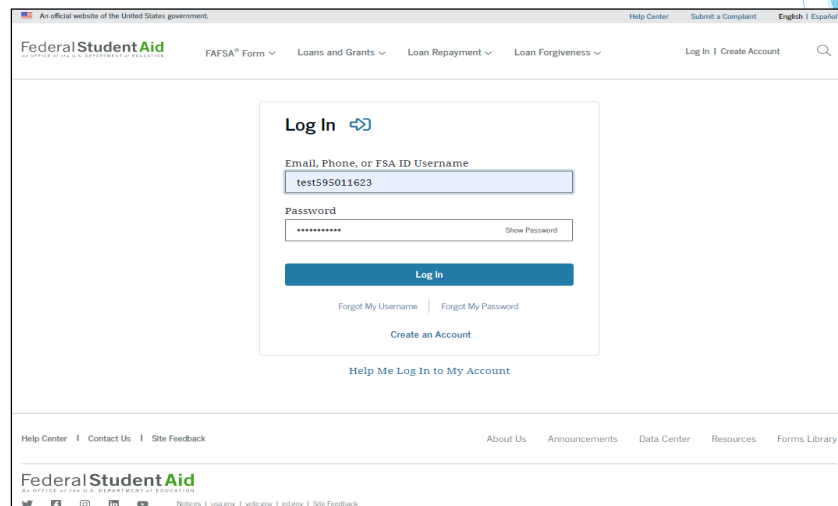 An official website of the United States government. Help Center Submit a Complaint English | Español
Federal Student Aid
An OFFICE of the U.S. DEPARTMENT of EDUCATION
FAFSA® Form Loans and Grants Loan Repayment Loan Forgiveness Log In | Create Account
Log In
Email, Phone, or FSA ID Username
test595011623
Password
••••••••••• Show Password
Log In
Forgot My Username | Forgot My Password
Create an Account
Help Me Log In to My Account
Help Center | Contact Us | Site Feedback About Us Announcements Data Center Resources Forms Library
Federal Student Aid
An OFFICE of the U.S. DEPARTMENT of EDUCATION
Notices | usa.gov | vote.gov | ed.gov | Site Feedback